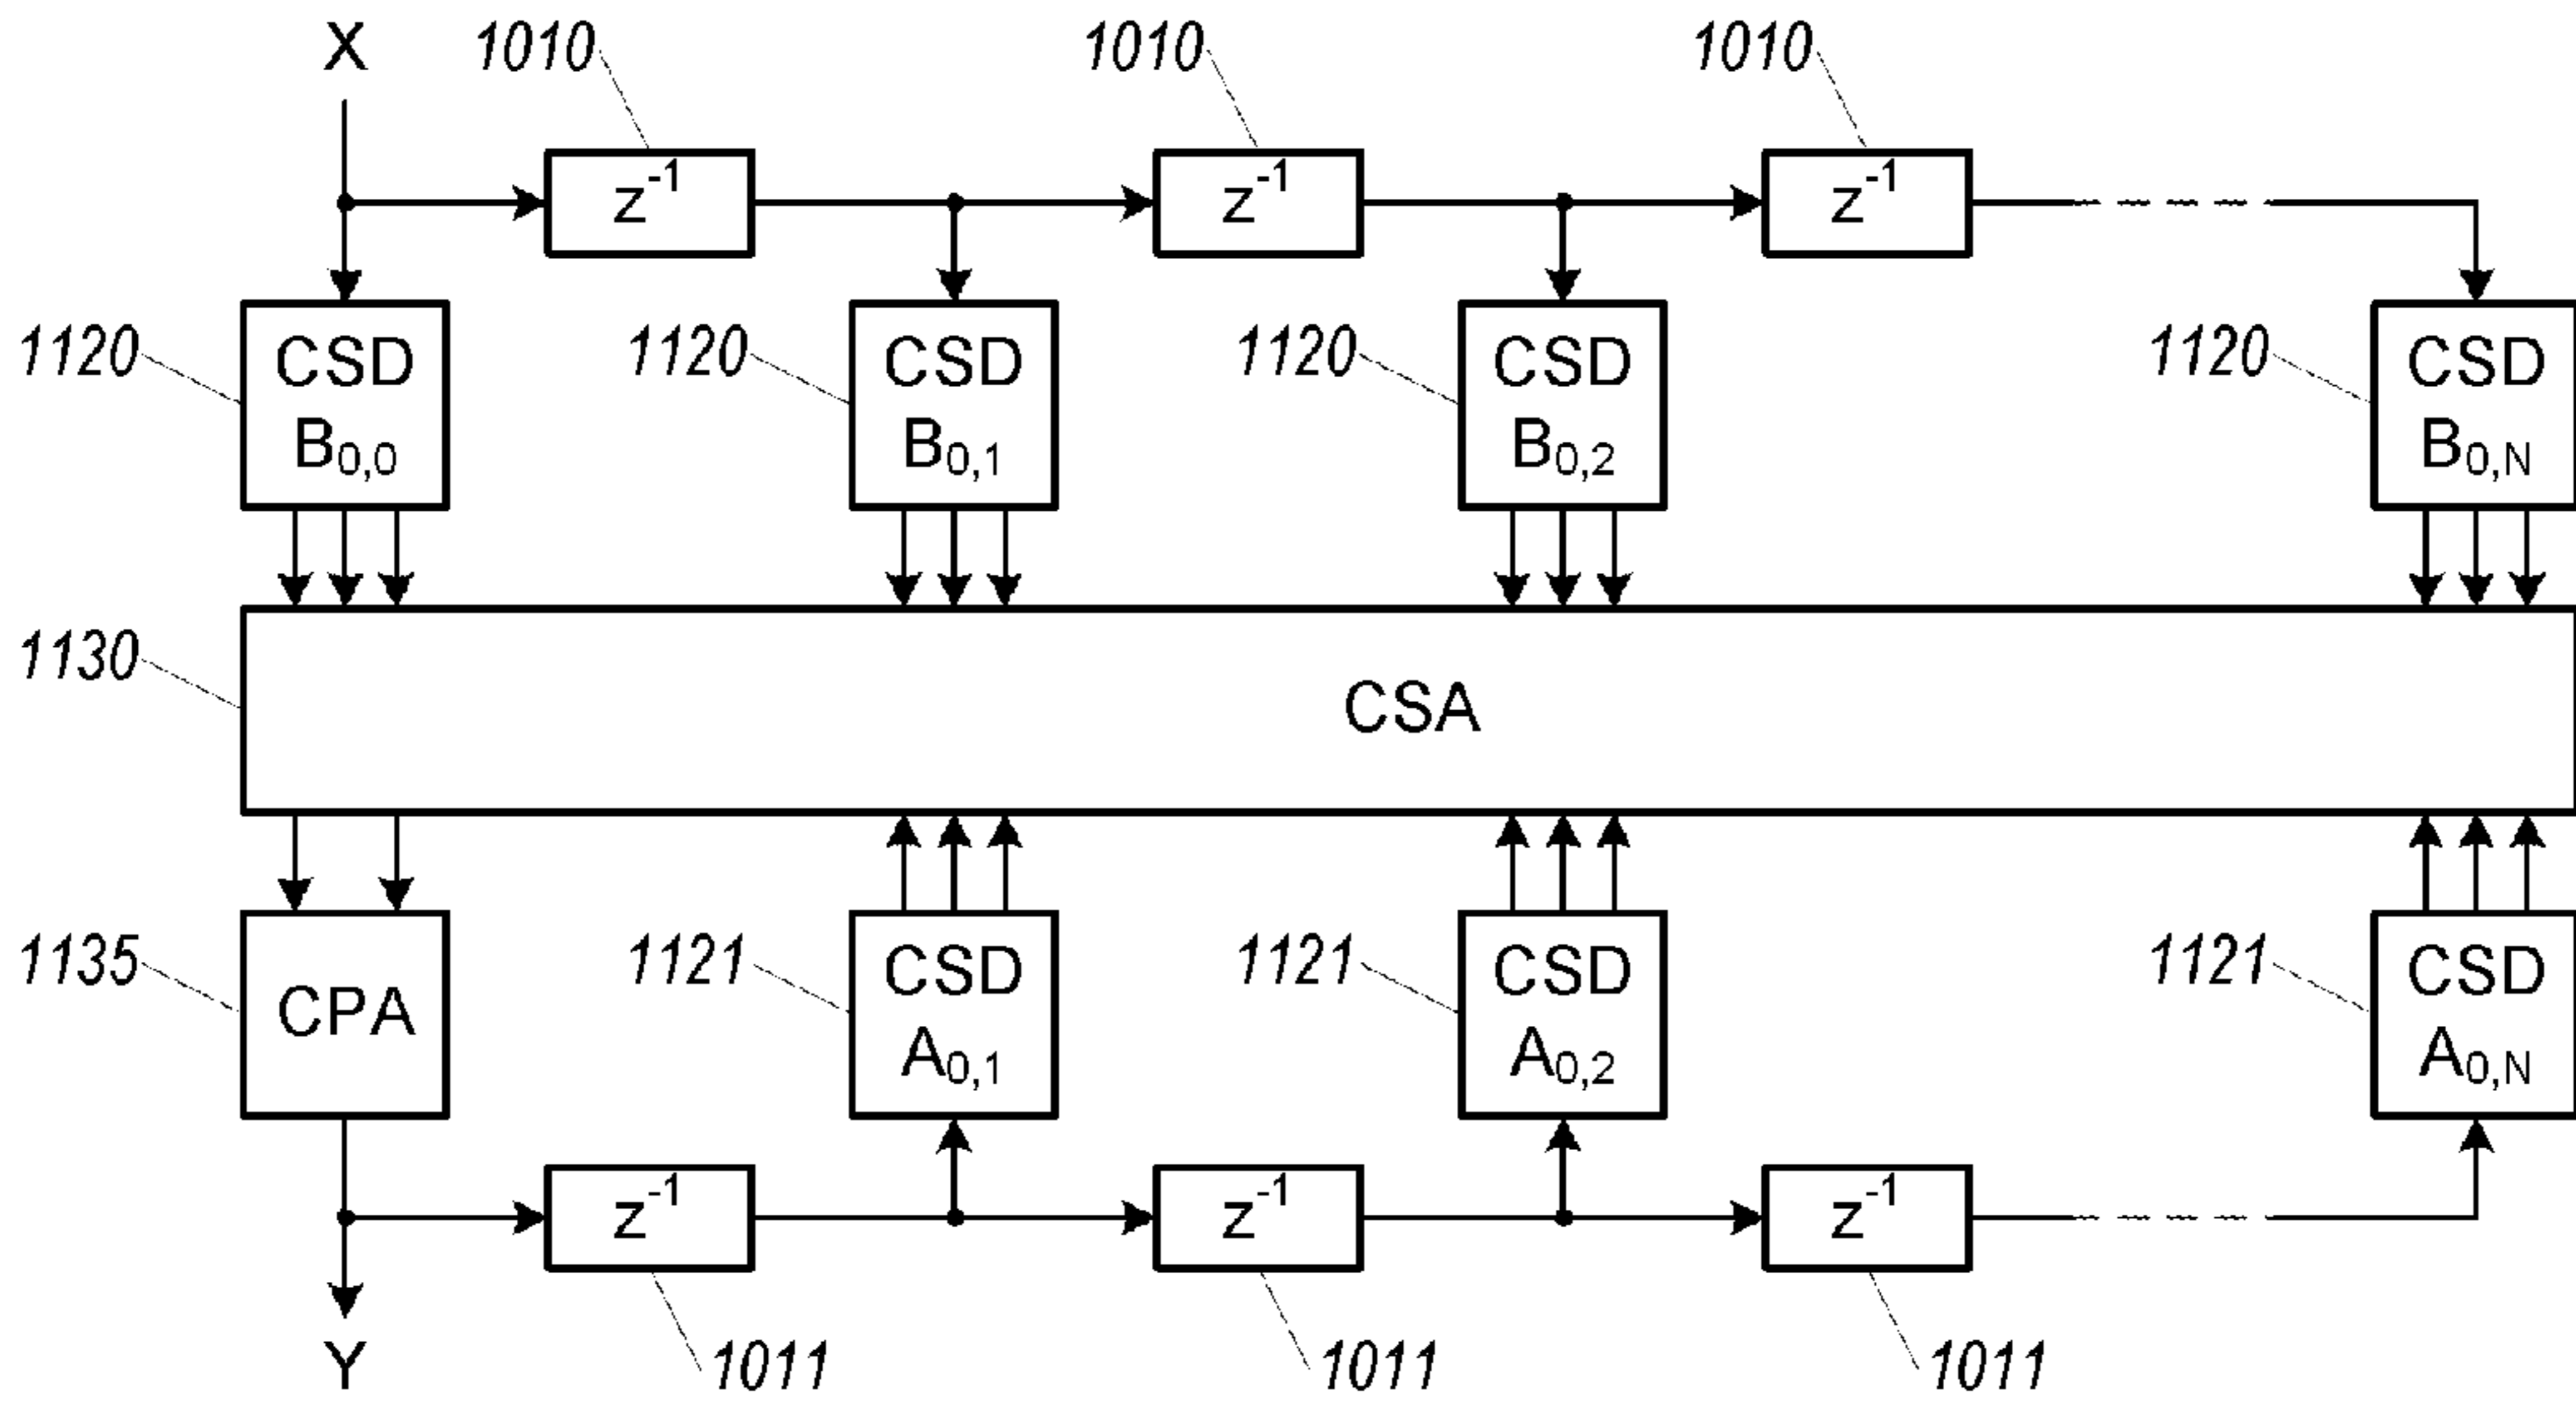 X 1010 1010 1010
z⁻¹ z⁻¹ z⁻¹
1120 CSD B₀,₀ 1120 CSD B₀,₁ 1120 CSD B₀,₂ 1120 CSD B₀,N
1130 CSA
1135 CPA 1121 CSD A₀,₁ 1121 CSD A₀,₂ 1121 CSD A₀,N
z⁻¹ z⁻¹ z⁻¹
Y 1011 1011 1011